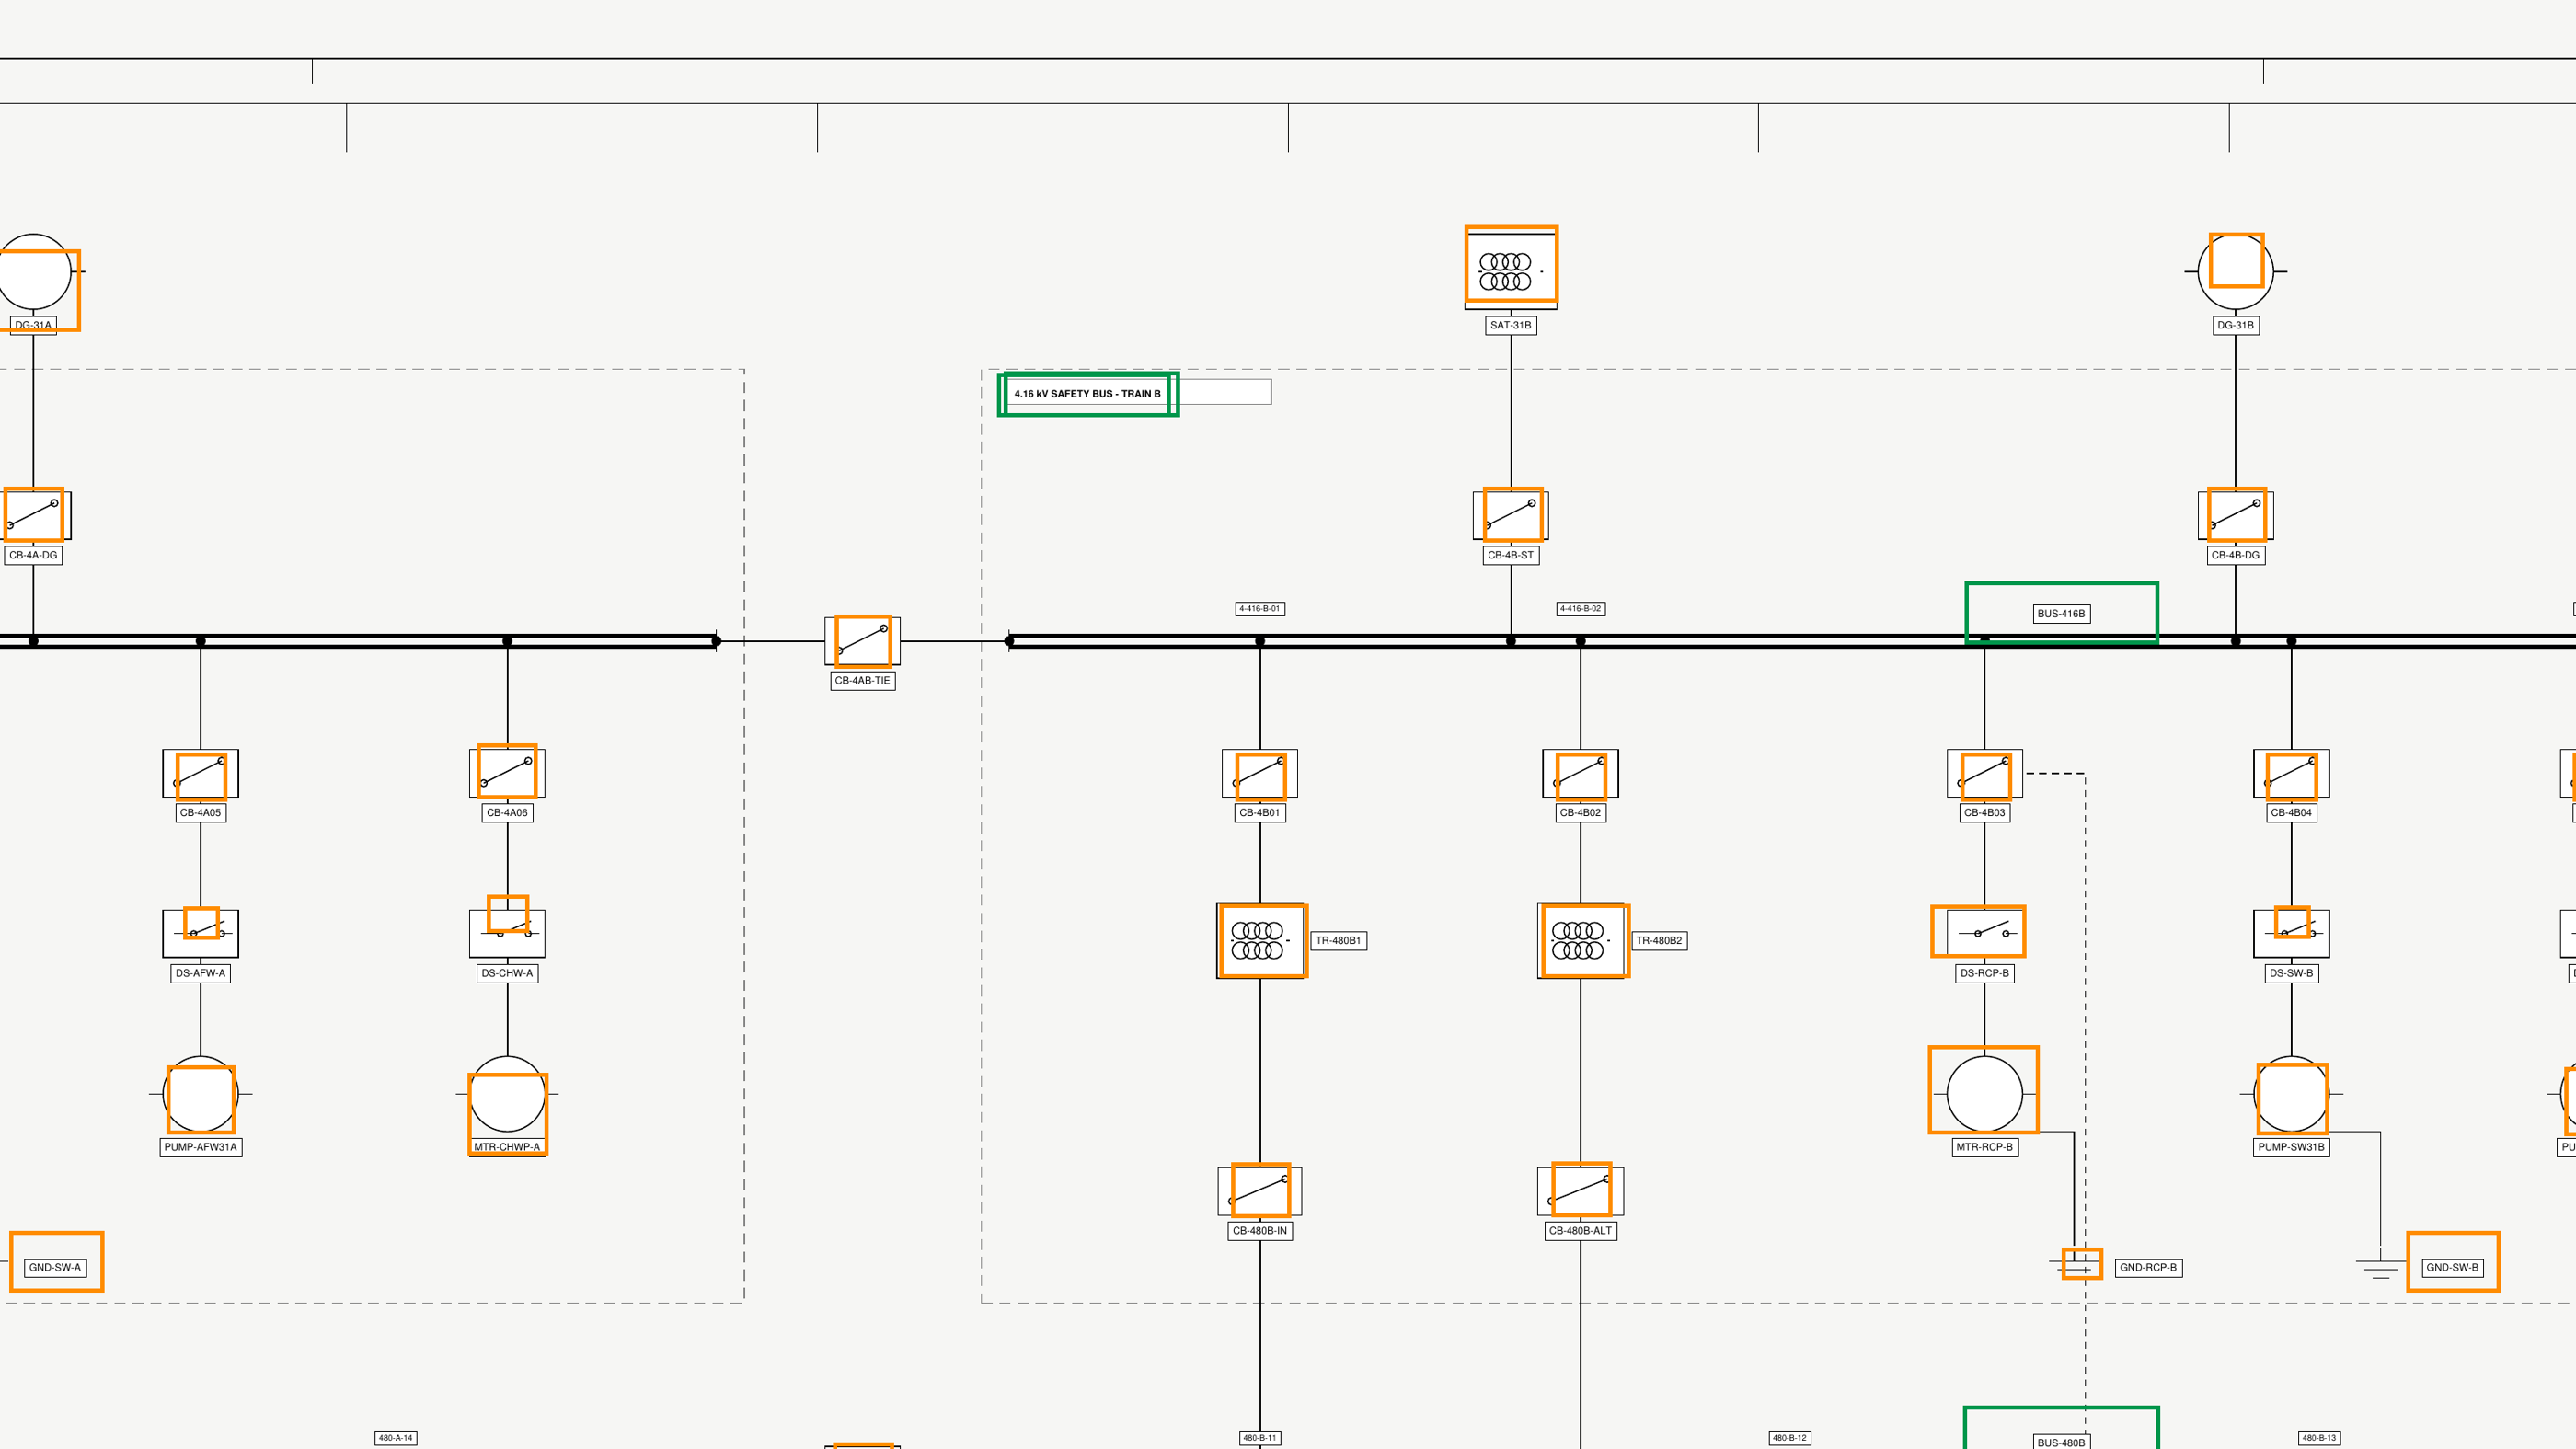 DG-31A
SAT-31B
DG-31B
4.16 kV SAFETY BUS - TRAIN B
CB-4A-DG
CB-4B-ST
CB-4B-DG
4-416-B-01
4-416-B-02
BUS-416B
CB-4AB-TIE
CB-4A05
CB-4A06
CB-4B01
CB-4B02
CB-4B03
CB-4B04
TR-480B1
TR-480B2
DS-AFW-A
DS-CHW-A
DS-RCP-B
DS-SW-B
PUMP-AFW31A
MTR-CHWP-A
MTR-RCP-B
PUMP-SW31B
PU
CB-480B-IN
CB-480B-ALT
GND-SW-A
GND-RCP-B
GND-SW-B
480-A-14
480-B-11
480-B-12
BUS-480B
480-B-13